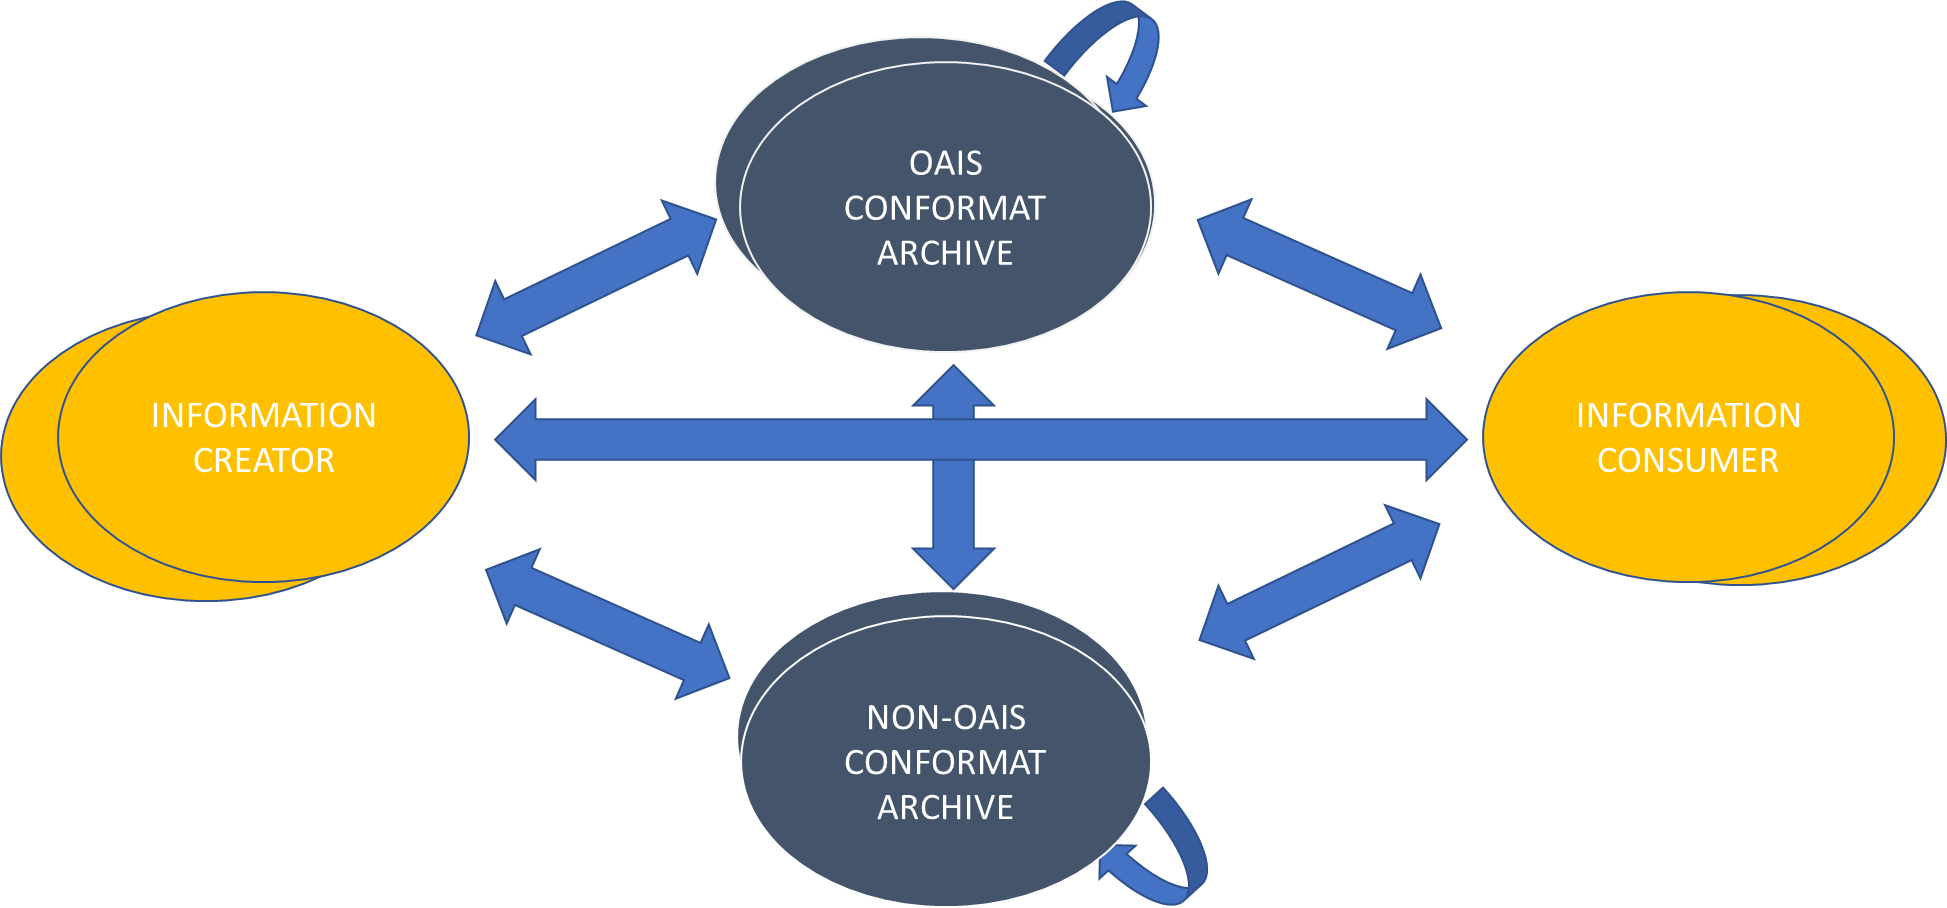 OAIS
CONFORMAT
ARCHIVE
INFORMATION
CREATOR
INFORMATION
CONSUMER
NON-OAIS
CONFORMAT
ARCHIVE